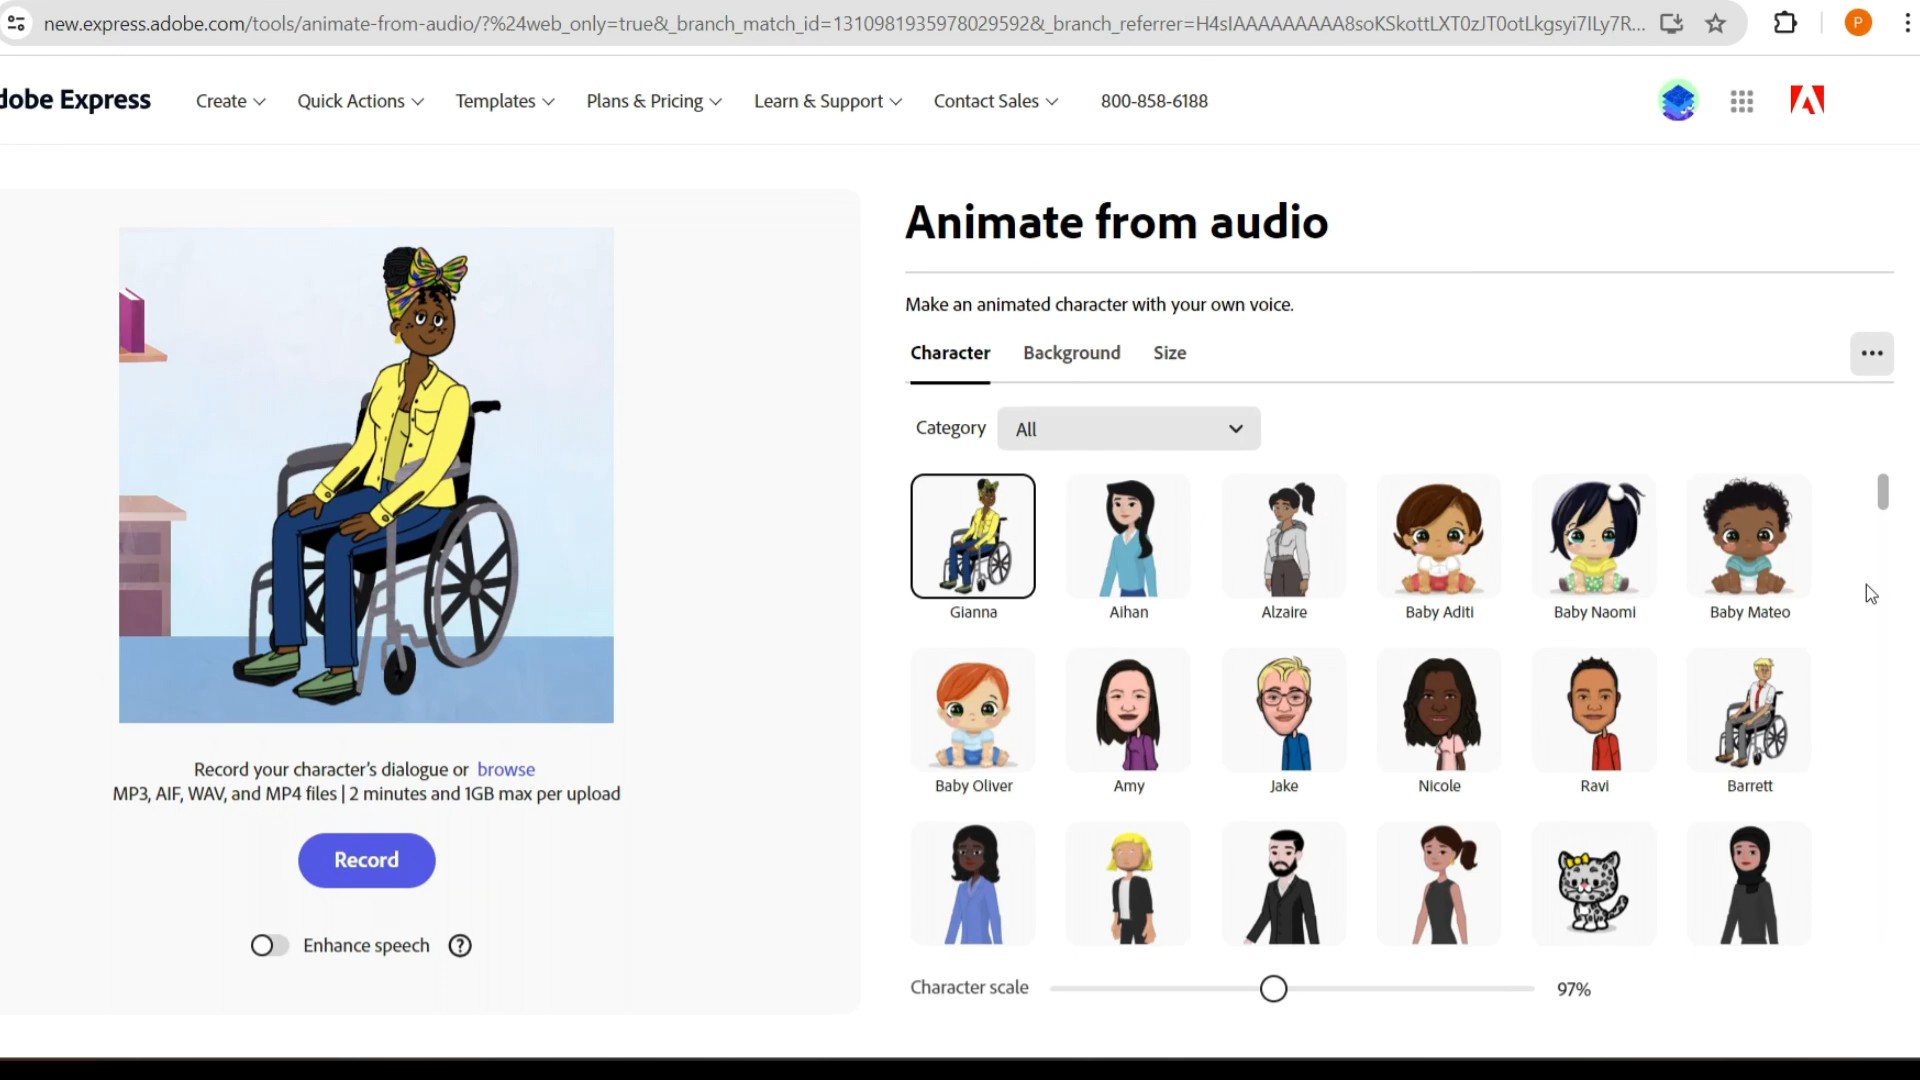 new.express.adobe.com/tools/animate-from-audio/?%24web_only=true&_branch_match_id=1310981935978029592&_branch_referrer=H4sIAAAAAAAAA8soKSkottLXT0zJT0otLkgsyi7ILy7R...
P
dobe Express
Create
Quick Actions
Templates
Plans & Pricing
Learn & Support
Contact Sales
800-858-6188
Animate from audio
Make an animated character with your own voice.
Character
Background
Size
Category
All
Gianna
Aihan
Alzaire
Baby Aditi
Baby Naomi
Baby Mateo
Baby Oliver
Amy
Jake
Nicole
Ravi
Barrett
Character scale
97%
Record your character's dialogue or browse
MP3, AIF, WAV, and MP4 files | 2 minutes and 1GB max per upload
Record
Enhance speech
?